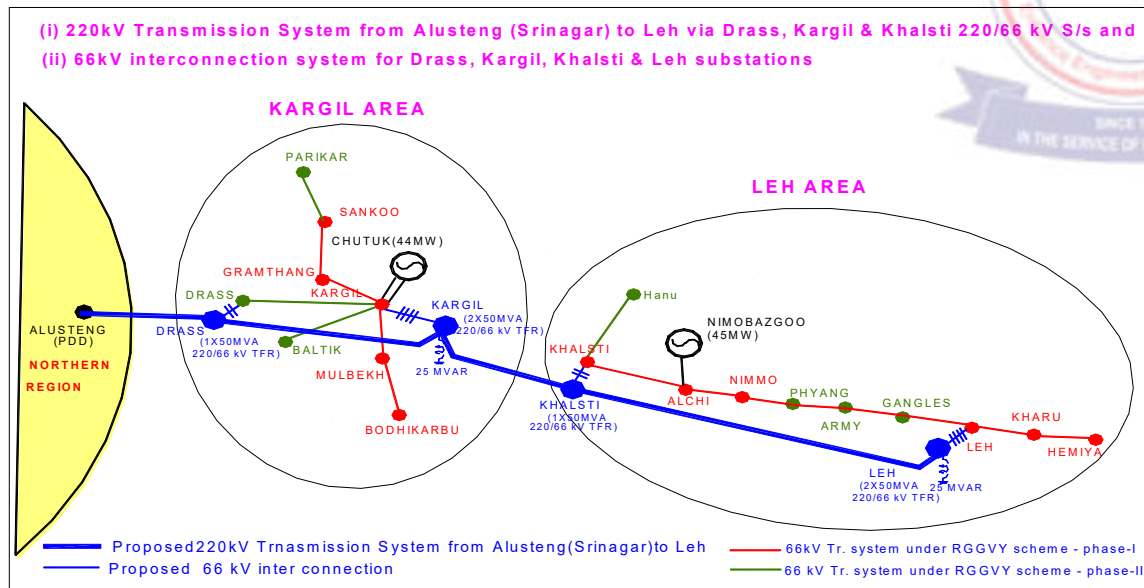 (i) 220kV Transmission System from Alusteng (Srinagar) to Leh via Drass, Kargil & Khalsti 220/66 kV S/s and
(ii) 66kV interconnection system for Drass, Kargil, Khalsti & Leh substations
SINCE
IN THE SERVICE OF
KARGIL AREA
LEH AREA
PARIKAR
SANKOO
CHUTUK(44MW)
GRAMTHANG
KARGIL
DRASS
ALUSTENG
(PDD)
NORTHERN
REGION
DRASS
(1X50MVA
220/66 kV TFR)
BALTIK
KARGIL
(2X50MVA
220/66 kV TFR)
25 MVAR
MULBEKH
BODHIKARBU
Hanu
NIMOBAZGOO
(45MW)
KHALSTI
KHALSTI
(1X50MVA
220/66 kV TFR)
ALCHI
NIMMO
PHYANG
ARMY
GANGLES
LEH
KHARU
HEMIYA
LEH
(2X50MVA
220/66 kV TFR)
25 MVAR
Proposed220kV Trnasmission System from Alusteng(Srinagar)to Leh
Proposed 66 kV inter connection
66kV Tr. system under RGGVY scheme - phase-I
66 kV Tr. system under RGGVY scheme - phase-II